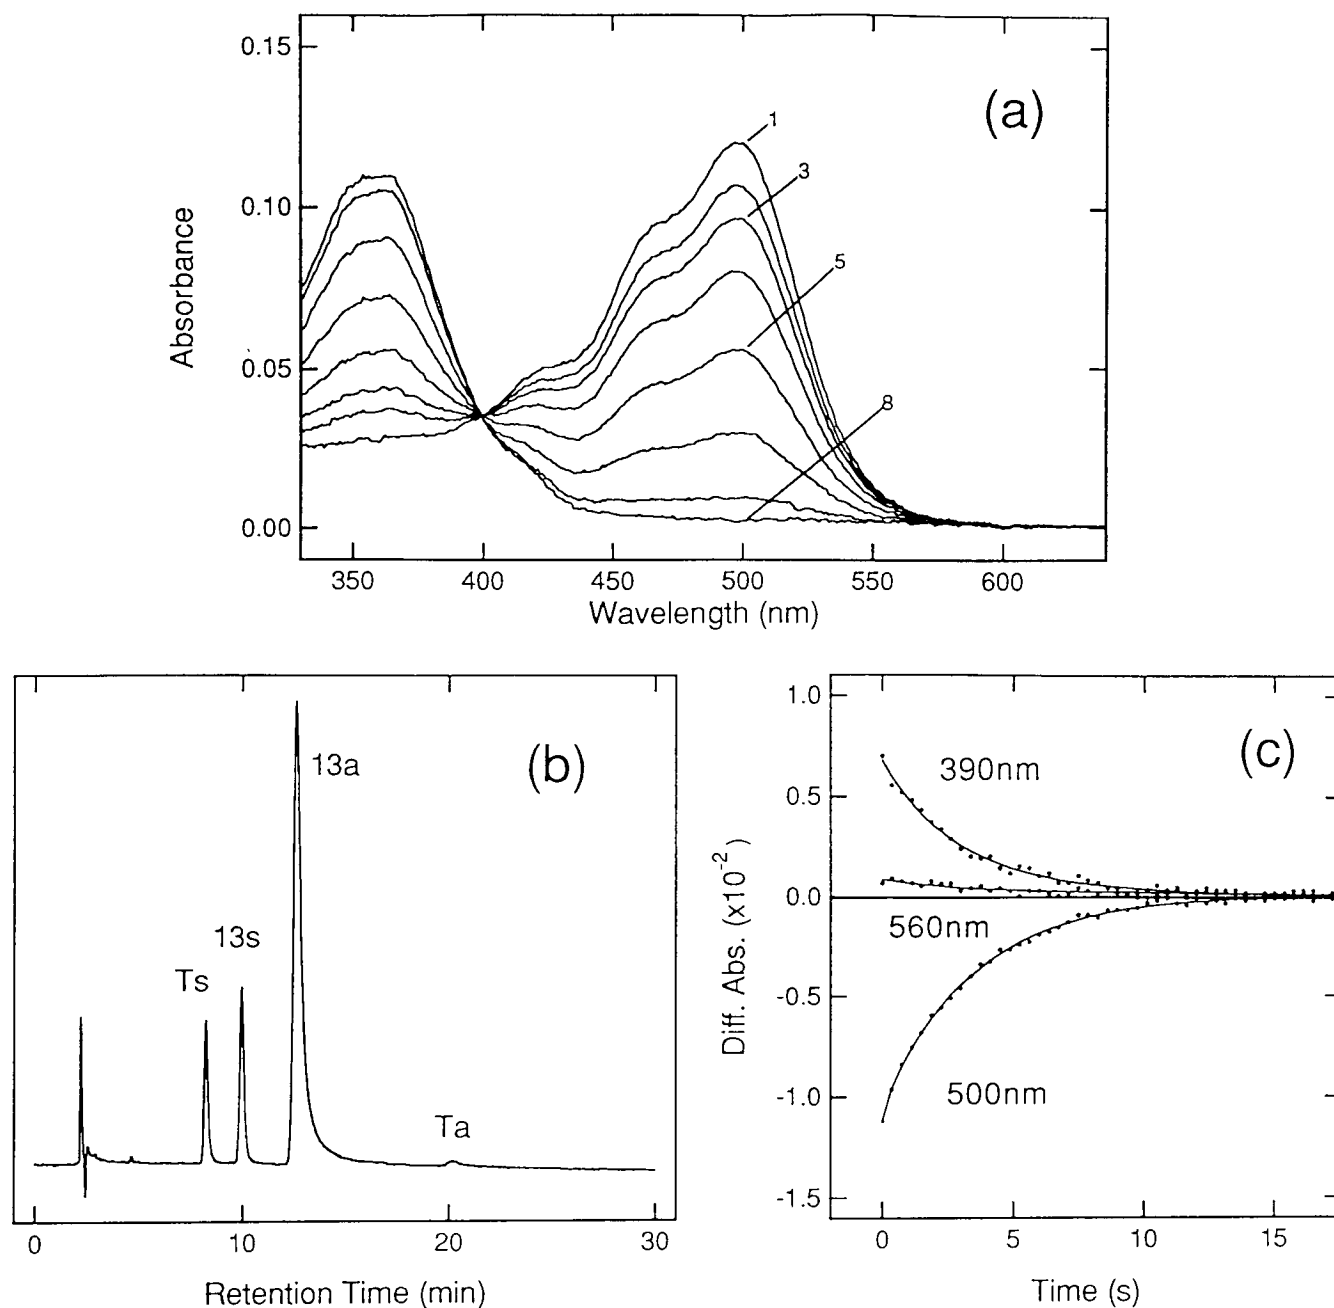 (a)
0.15
0.10
0.05
0.00
Absorbance
1
3
5
8
350 400 450 500 550 600
Wavelength (nm)
(b)
13a
13s
Ts
Ta
0 10 20 30
Retention Time (min)
(c)
1.0
0.5
0.0
-0.5
-1.0
-1.5
Diff. Abs. (x10⁻²)
390nm
560nm
500nm
0 5 10 15
Time (s)